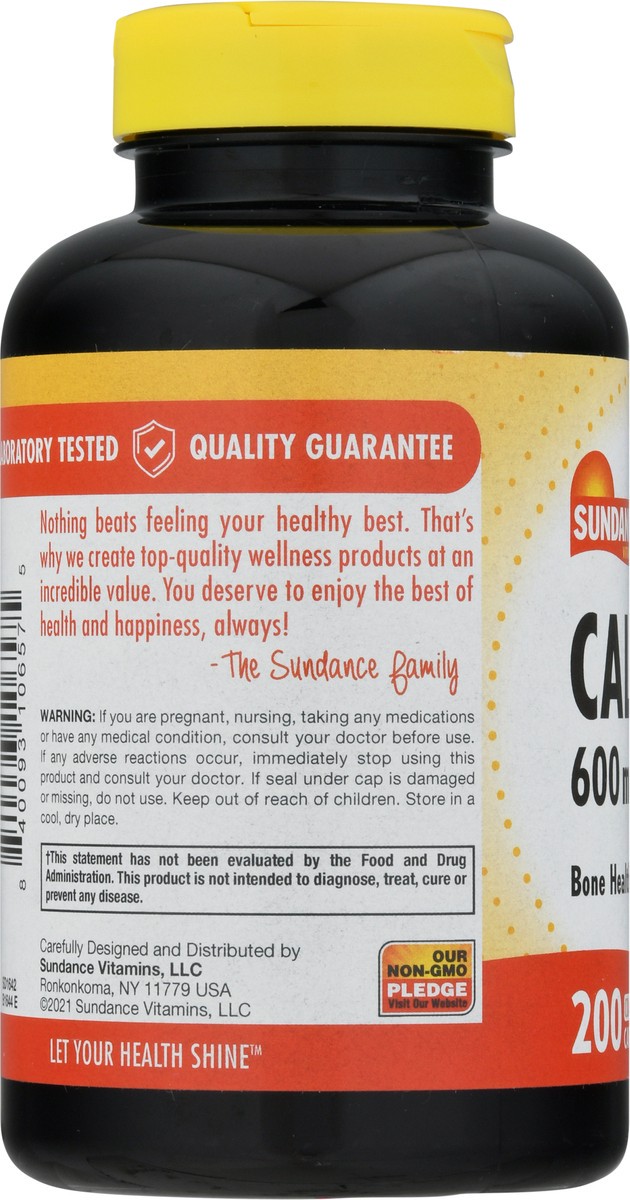 TESTED
QUALITY GUARANTEE
Nothing beats feeling your healthy best. That's
why we create top-quality wellness products at an
incredible value. You deserve to enjoy the best of
health and happiness, always!
-The Sundance family
WARNING: If you are pregnant, nursing, taking any medications
or have any medical condition, consult your doctor before use.
If any adverse reactions occur, immediately stop using this
product and consult your doctor. If seal under cap is damaged
or missing, do not use. Keep out of reach of children. Store in a
cool, dry place.
†This statement has not been evaluated by the Food and Drug
Administration. This product is not intended to diagnose, treat, cure or
prevent any disease.
Carefully Designed and Distributed by
Sundance Vitamins, LLC
Ronkonkoma, NY 11779 USA
©2021 Sundance Vitamins, LLC
OUR
NON-GMO
PLEDGE
Visit Our Website
LET YOUR HEALTH SHINE™
8 40093 10657 5
SUNDAN
CAL
600m
Bone Healt
200